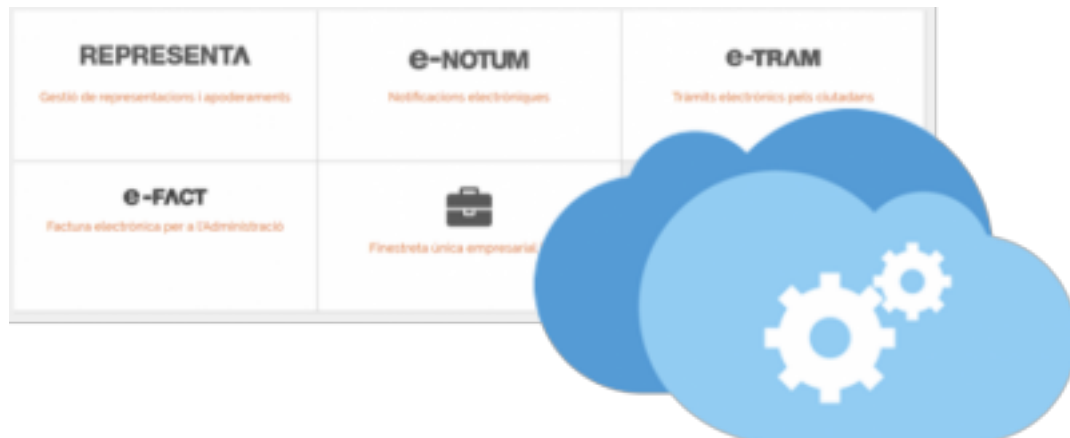 REPRESENTA
Gestió de representacions i apoderaments
e-NOTUM
Notificacions electròniques
e-TRAM
Tràmits electrònics pels ciutadans
e-FACT
Factura electrònica per a l'Administració
Finestreta única empresarial